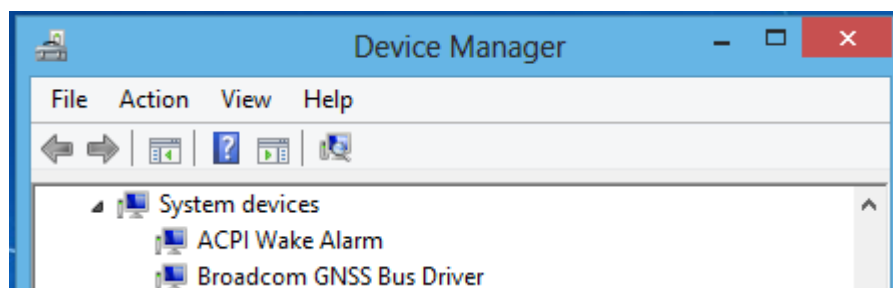 Device Manager
File Action View Help
System devices
ACPI Wake Alarm
Broadcom GNSS Bus Driver